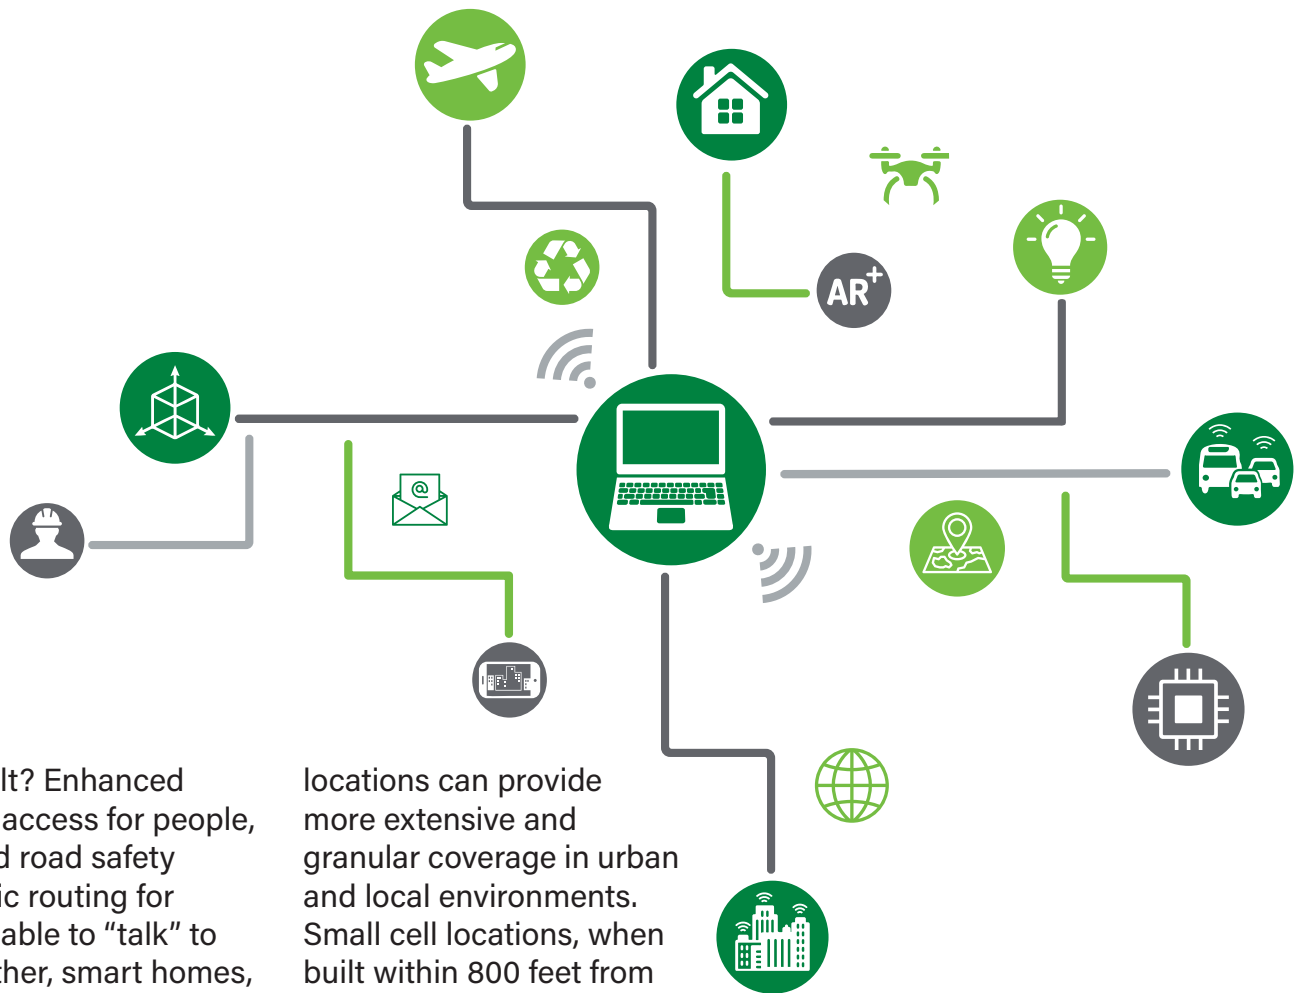 AR+
@
lt? Enhanced
access for people,
d road safety
ic routing for
able to “talk” to
ther, smart homes,
locations can provide
more extensive and
granular coverage in urban
and local environments.
Small cell locations, when
built within 800 feet from